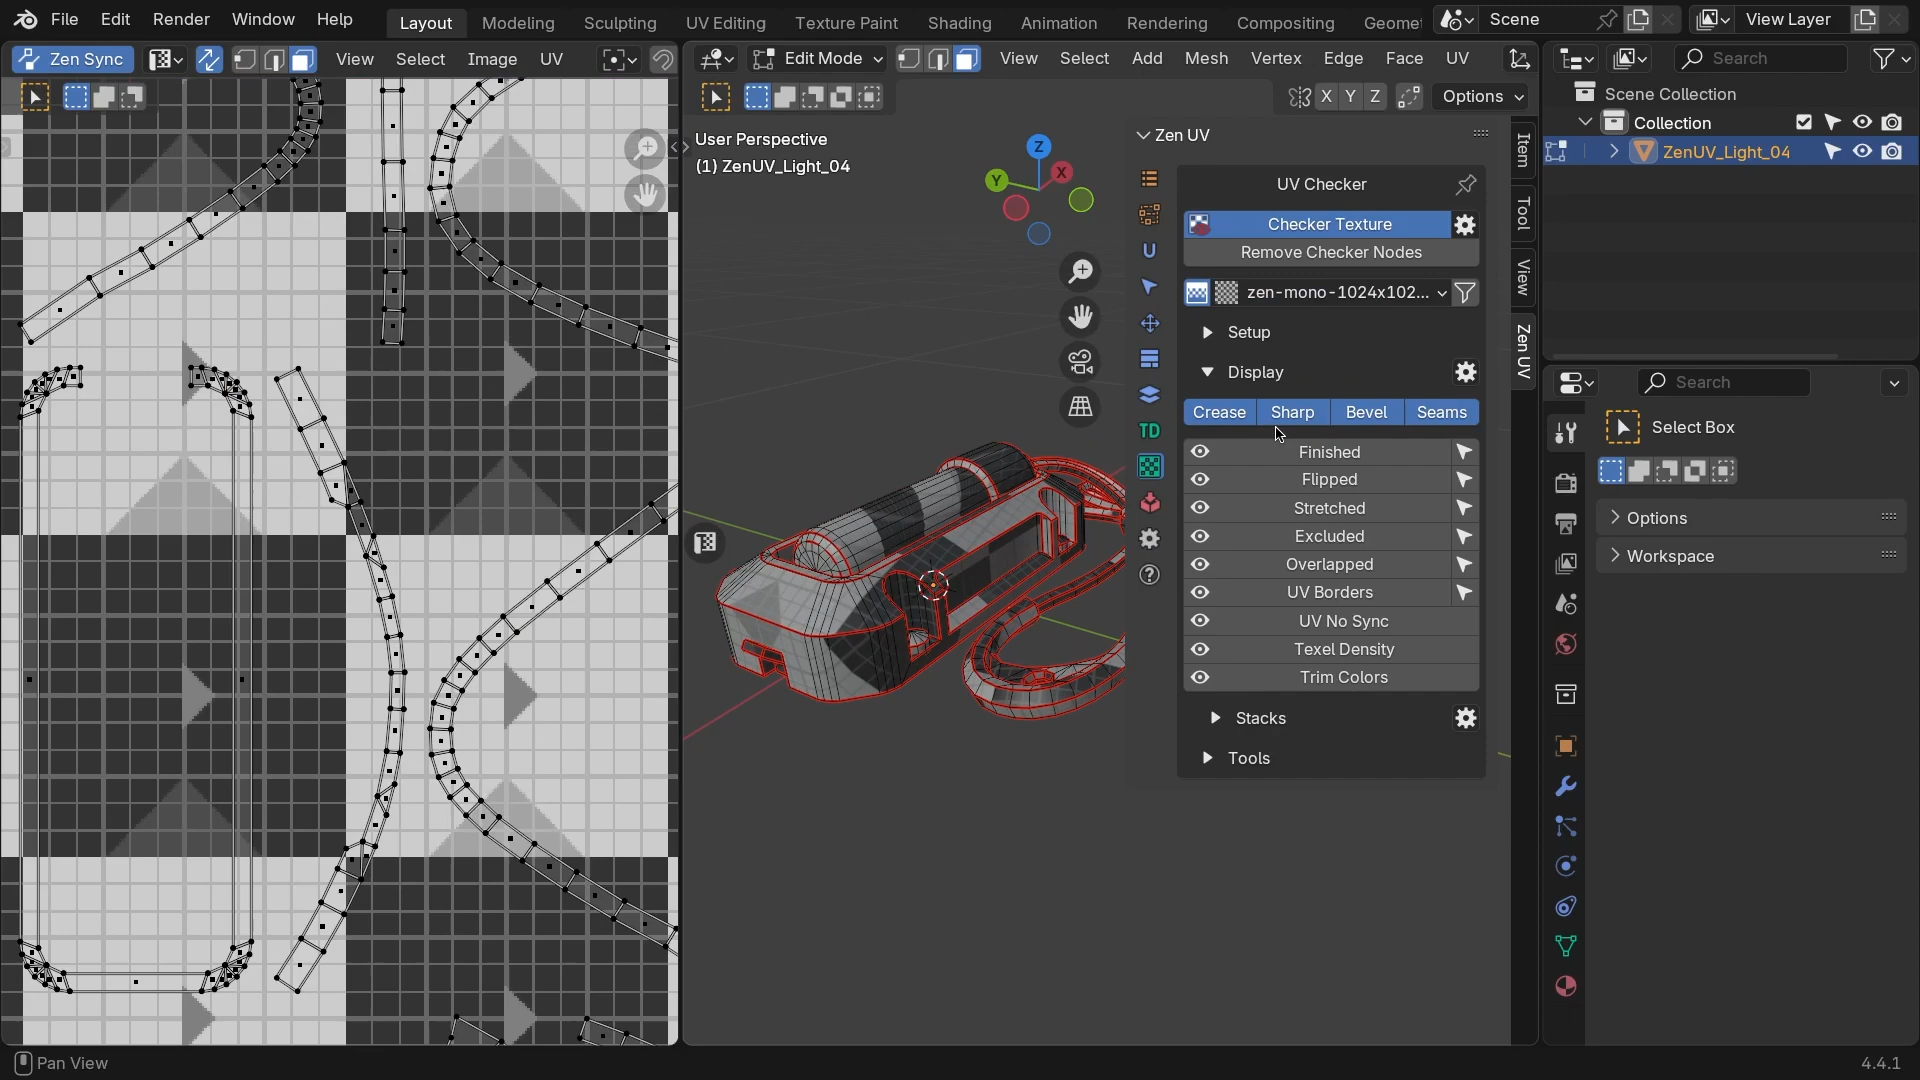 File Edit Render Window Help Layout Modeling Sculpting UV Editing Texture Paint Shading Animation Rendering Compositing Geomet Scene View Layer
Zen Sync View Select Image UV
Edit Mode View Select Add Mesh Vertex Edge Face UV
Search
X Y Z Options
Scene Collection
Collection
ZenUV_Light_04
User Perspective
(1) ZenUV_Light_04
Z
Y
X
Item
Tool
View
Zen UV
Zen UV
UV Checker
Checker Texture
Remove Checker Nodes
zen-mono-1024x102...
Setup
Display
Crease Sharp Bevel Seams
TD
Finished
Flipped
Stretched
Excluded
Overlapped
UV Borders
UV No Sync
Texel Density
Trim Colors
Stacks
Tools
Search
Select Box
Options
Workspace
Pan View
4.4.1